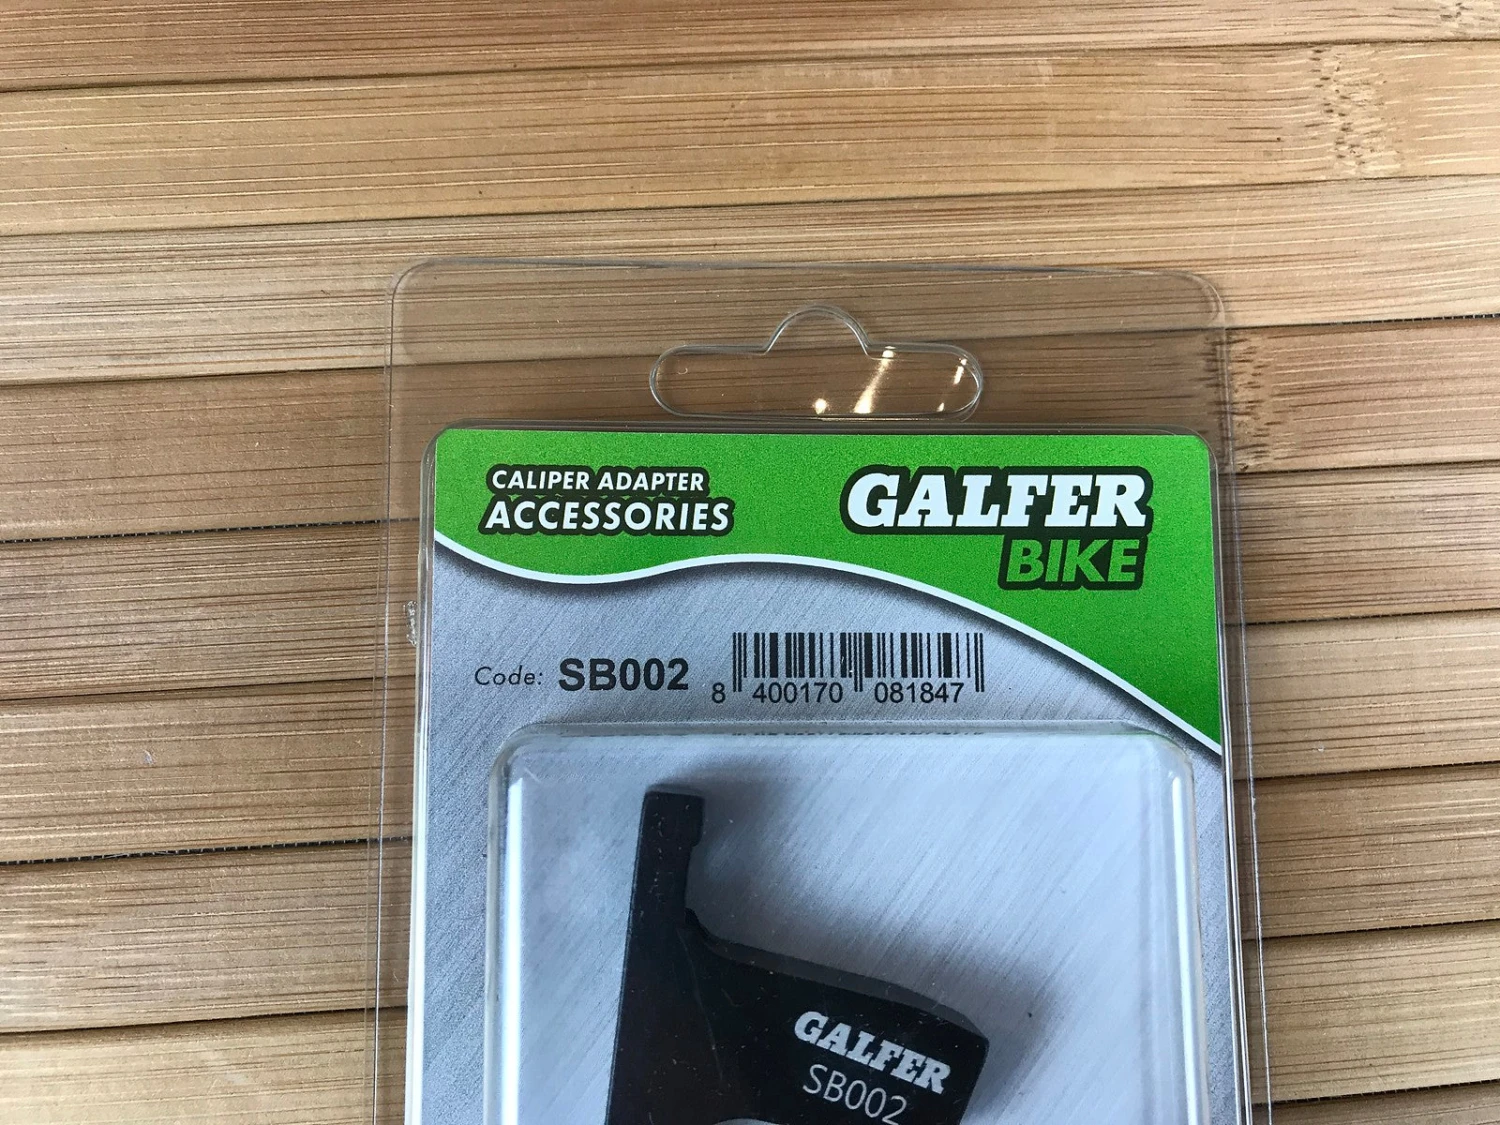 CALIPER ADAPTER
ACCESSORIES
GALFER
BIKE
Code: SB002
8 400170 081847
GALFER
SB002